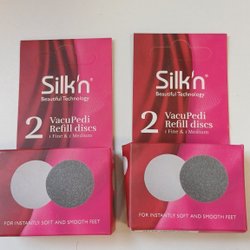 Silk'n
Beautiful Technology
2 VacuPedi
Refill discs
1 Fine & 1 Medium
FOR INSTANTLY SOFT AND SMOOTH FEET
Silk'n
Beautiful Technology
2 VacuPedi
Refill discs
1 Fine & 1 Medium
FOR INSTANTLY SOFT AND SMOOTH FEET